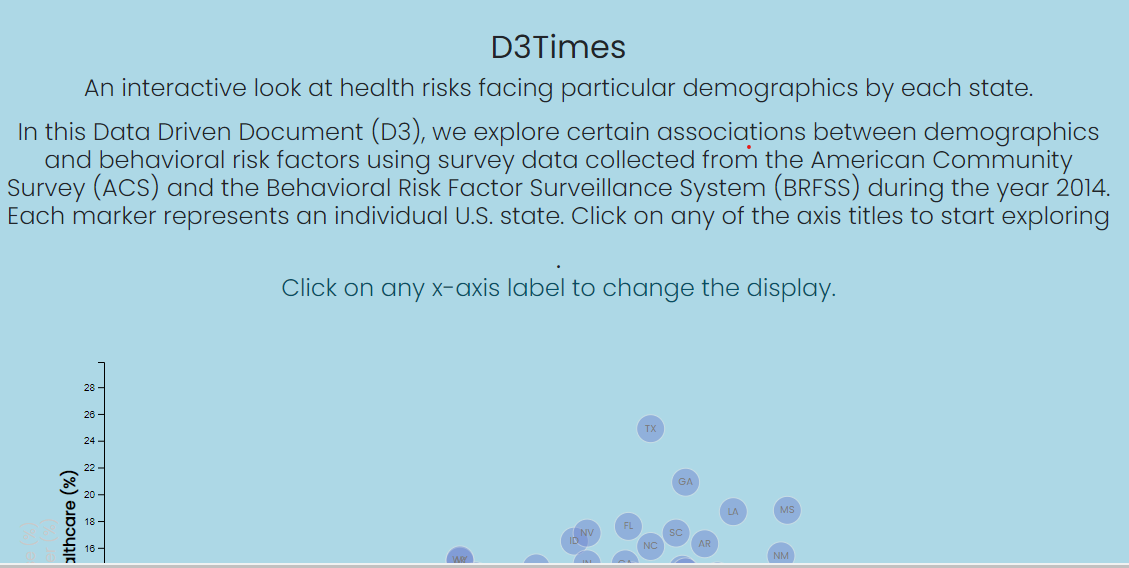 D3Times
An interactive look at health risks facing particular demographics by each state.
In this Data Driven Document (D3), we explore certain associations between demographics
and behavioral risk factors using survey data collected from the American Community
Survey (ACS) and the Behavioral Risk Factor Surveillance System (BRFSS) during the year 2014.
Each marker represents an individual U.S. state. Click on any of the axis titles to start exploring
.
Click on any x-axis label to change the display.
28
26
TX
24
22
GA
20
LA
MS
18
FL
NV
SC
ID
AR
NC
16
NM
(%)